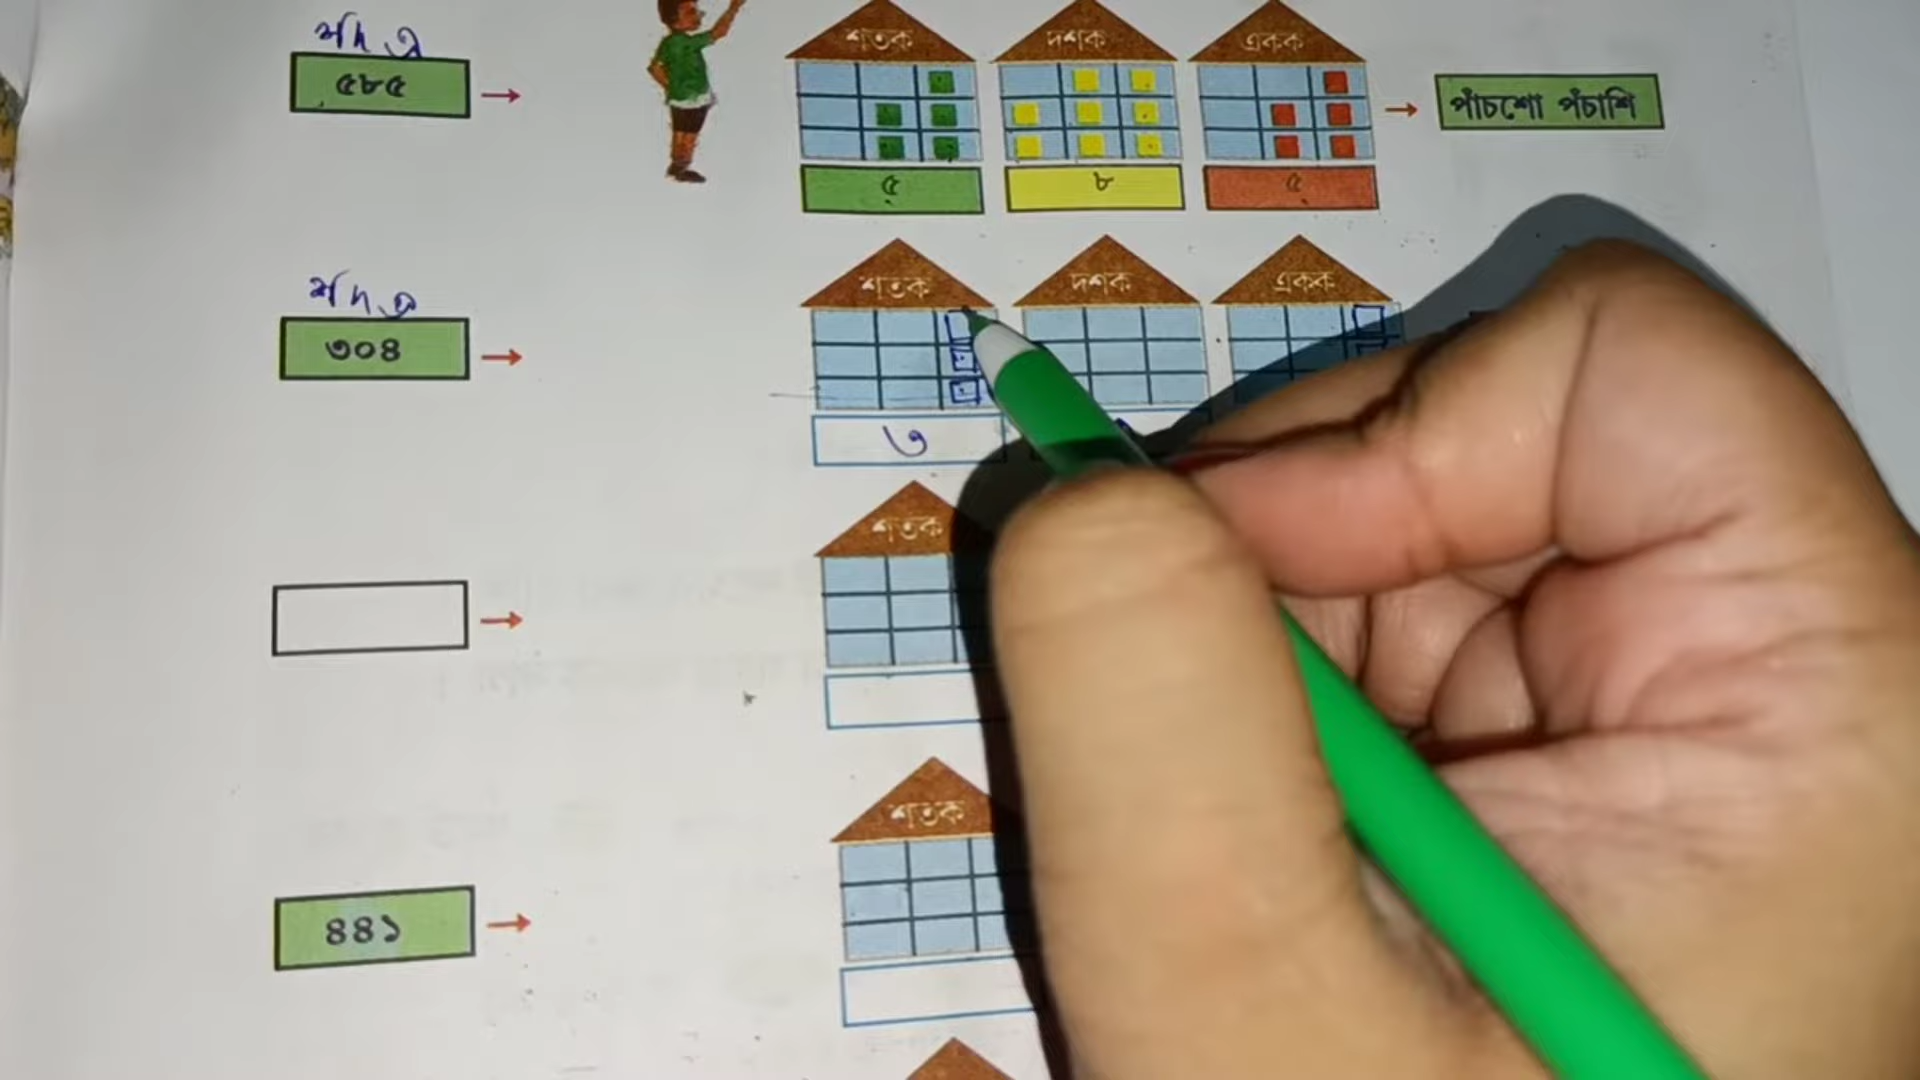 শ দ এ
৫৮৫
শতক দশক একক
৫ ৮ ৫
পাঁচশো পঁচাশি
শ দ এ
৩০৪
শতক দশক একক
৩
শতক
৪৪১
শতক